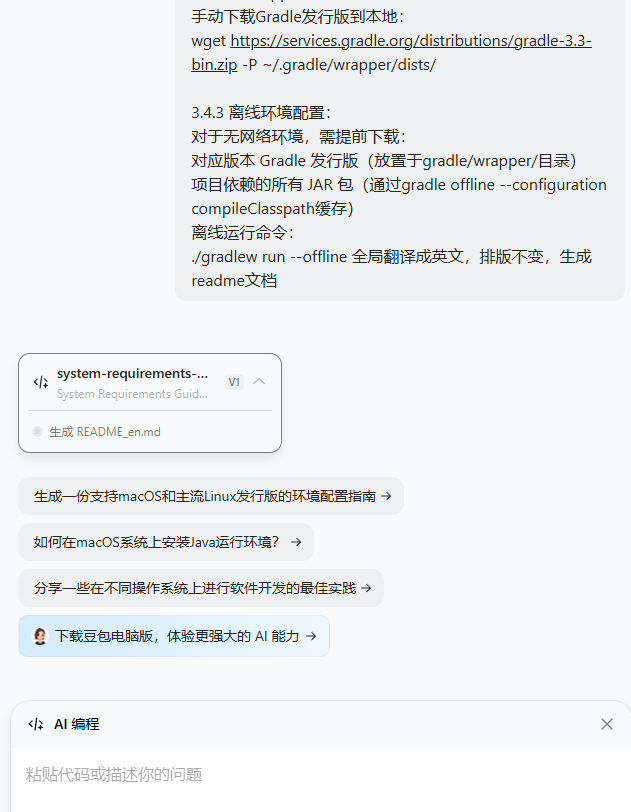 手动下载Gradle发行版到本地：
wget https://services.gradle.org/distributions/gradle-3.3-
bin.zip -P ~/.gradle/wrapper/dists/
3.4.3 离线环境配置：
对于无网络环境，需提前下载：
对应版本 Gradle 发行版（放置于gradle/wrapper/目录）
项目依赖的所有 JAR 包（通过gradle offline --configuration
compileClasspath缓存）
离线运行命令：
./gradlew run --offline 全局翻译成英文，排版不变，生成
readme文档
system-requirements-...
V1
System Requirements Guid...
生成 README_en.md
生成一份支持macOS和主流Linux发行版的环境配置指南 →
如何在macOS系统上安装Java运行环境？ →
分享一些在不同操作系统上进行软件开发的最佳实践 →
下载豆包电脑版，体验更强大的 AI 能力 →
AI 编程
粘贴代码或描述你的问题